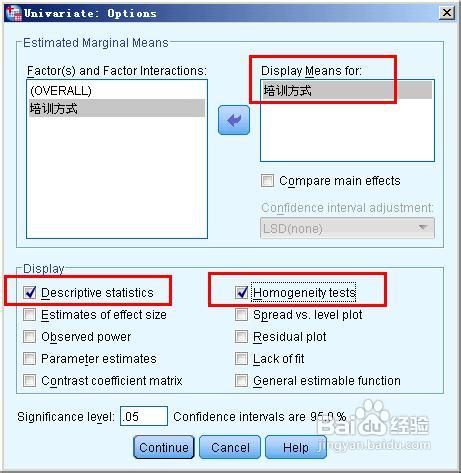 Univariate: Options
Estimated Marginal Means
Factor(s) and Factor Interactions:
(OVERALL)
培训方式
Display Means for:
培训方式
Compare main effects
Confidence interval adjustment:
LSD(none)
Display
Descriptive statistics
Homogeneity tests
Estimates of effect size
Spread vs. level plot
Observed power
Residual plot
Parameter estimates
Lack of fit
Contrast coefficient matrix
General estimable function
Significance level: .05 Confidence intervals are 95.0 %
Continue
Cancel
Help
Baidu 经验
jingyan.baidu.com